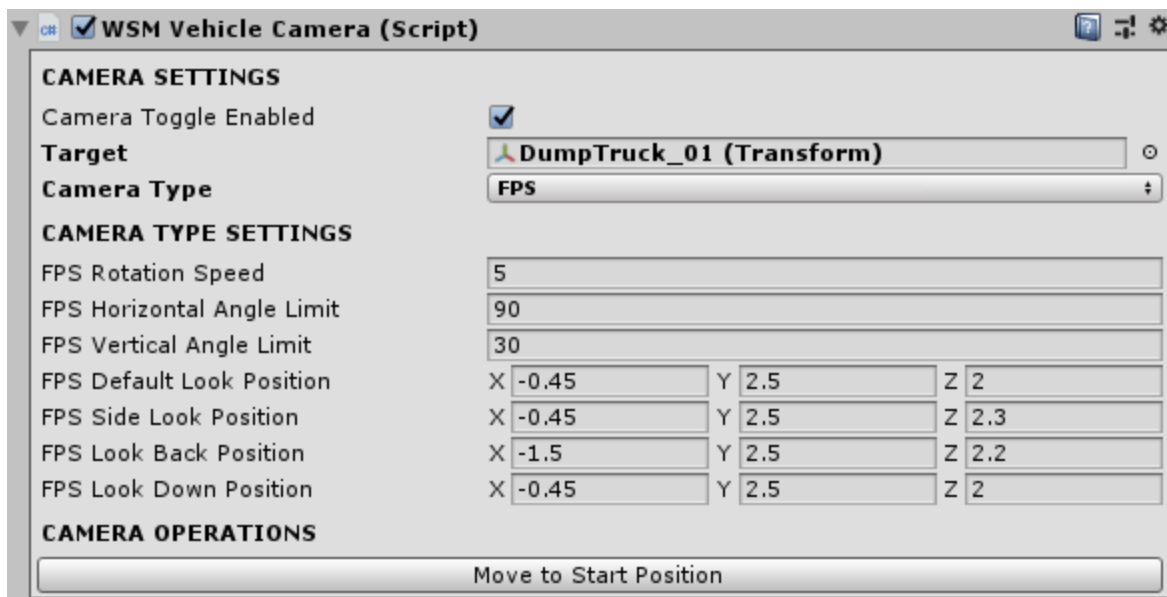 WSM Vehicle Camera (Script)
CAMERA SETTINGS
Camera Toggle Enabled
Target DumpTruck_01 (Transform)
Camera Type FPS
CAMERA TYPE SETTINGS
FPS Rotation Speed 5
FPS Horizontal Angle Limit 90
FPS Vertical Angle Limit 30
FPS Default Look Position X -0.45 Y 2.5 Z 2
FPS Side Look Position X -0.45 Y 2.5 Z 2.3
FPS Look Back Position X -1.5 Y 2.5 Z 2.2
FPS Look Down Position X -0.45 Y 2.5 Z 2
CAMERA OPERATIONS
Move to Start Position